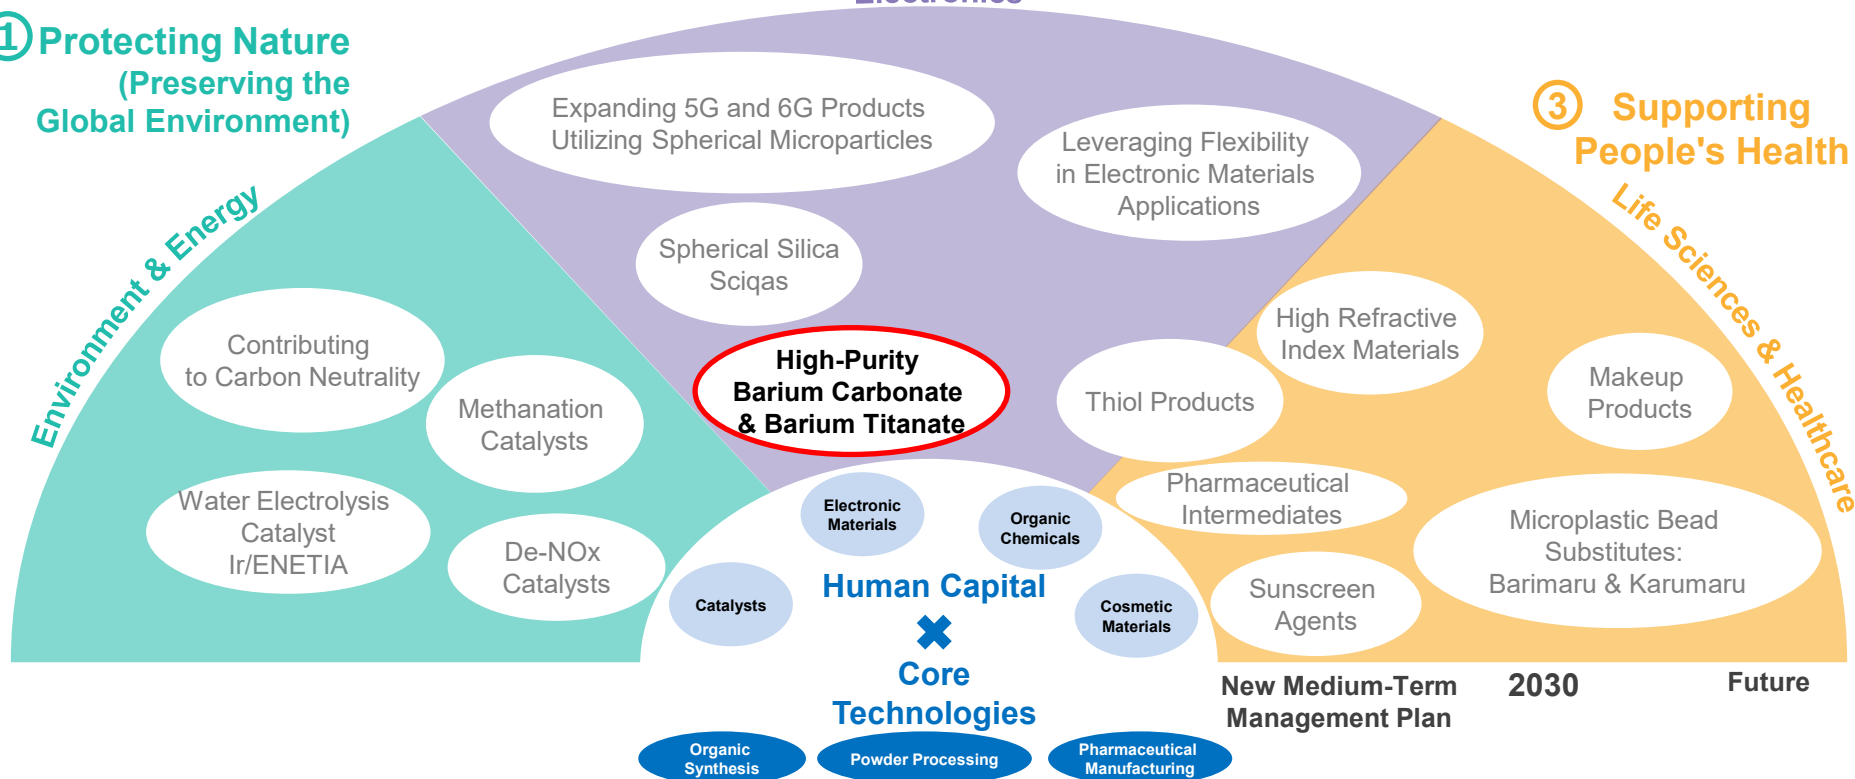 Electronics
① Protecting Nature
(Preserving the
Global Environment)
Environment & Energy
Expanding 5G and 6G Products
Utilizing Spherical Microparticles
Leveraging Flexibility
in Electronic Materials
Applications
③ Supporting
People's Health
Life Sciences & Healthcare
Spherical Silica
Sciqas
High-Purity
Barium Carbonate
& Barium Titanate
Contributing
to Carbon Neutrality
Methanation
Catalysts
Water Electrolysis
Catalyst
Ir/ENETIA
De-NOx
Catalysts
Thiol Products
High Refractive
Index Materials
Makeup
Products
Pharmaceutical
Intermediates
Microplastic Bead
Substitutes:
Barimaru & Karumaru
Sunscreen
Agents
Electronic
Materials
Organic
Chemicals
Catalysts
Cosmetic
Materials
Human Capital
✖
Core
Technologies
Organic
Synthesis
Powder Processing
Pharmaceutical
Manufacturing
New Medium-Term
Management Plan
2030
Future